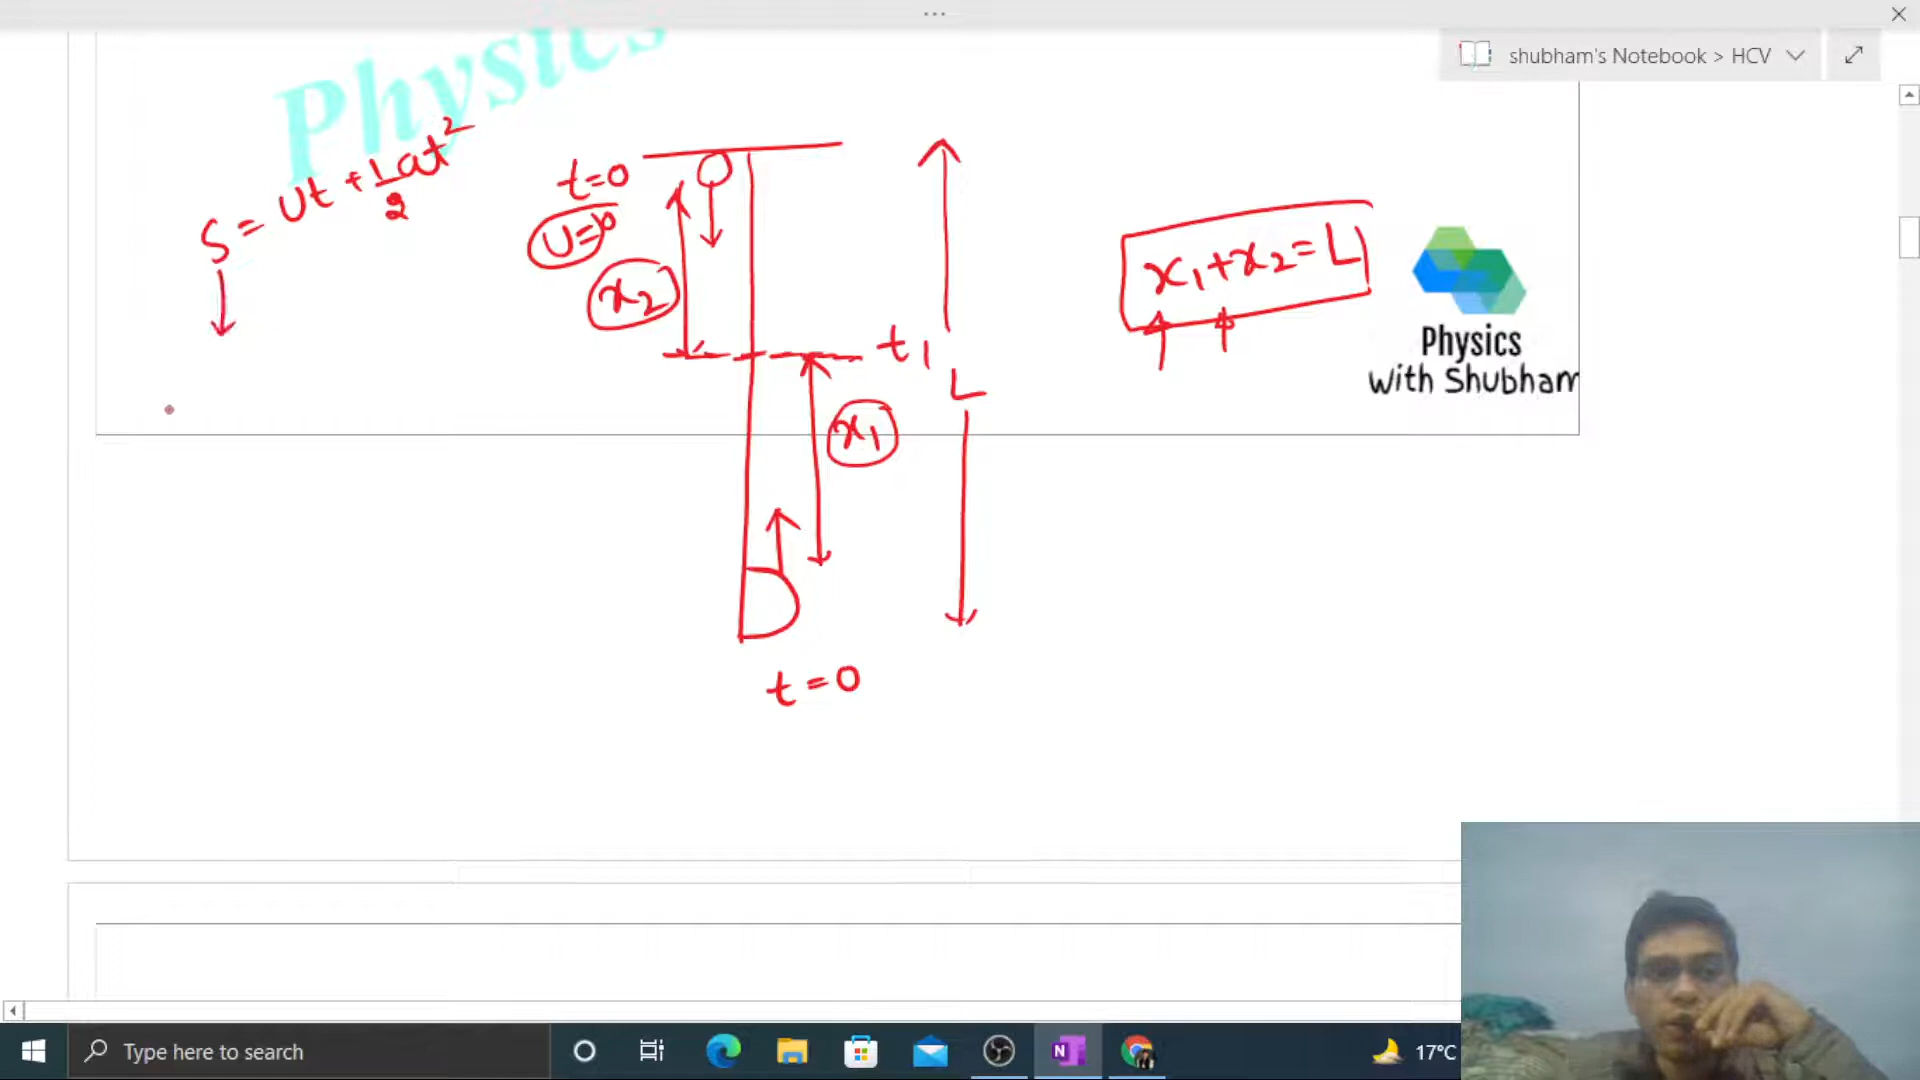 ...
shubham's Notebook > HCV
Physics
S = Ut + 1/2 at²
t=0
U=0
x₂
x₁+x₂=L
t₁
L
x₁
t=0
Physics
With Shubham
Type here to search
17°C